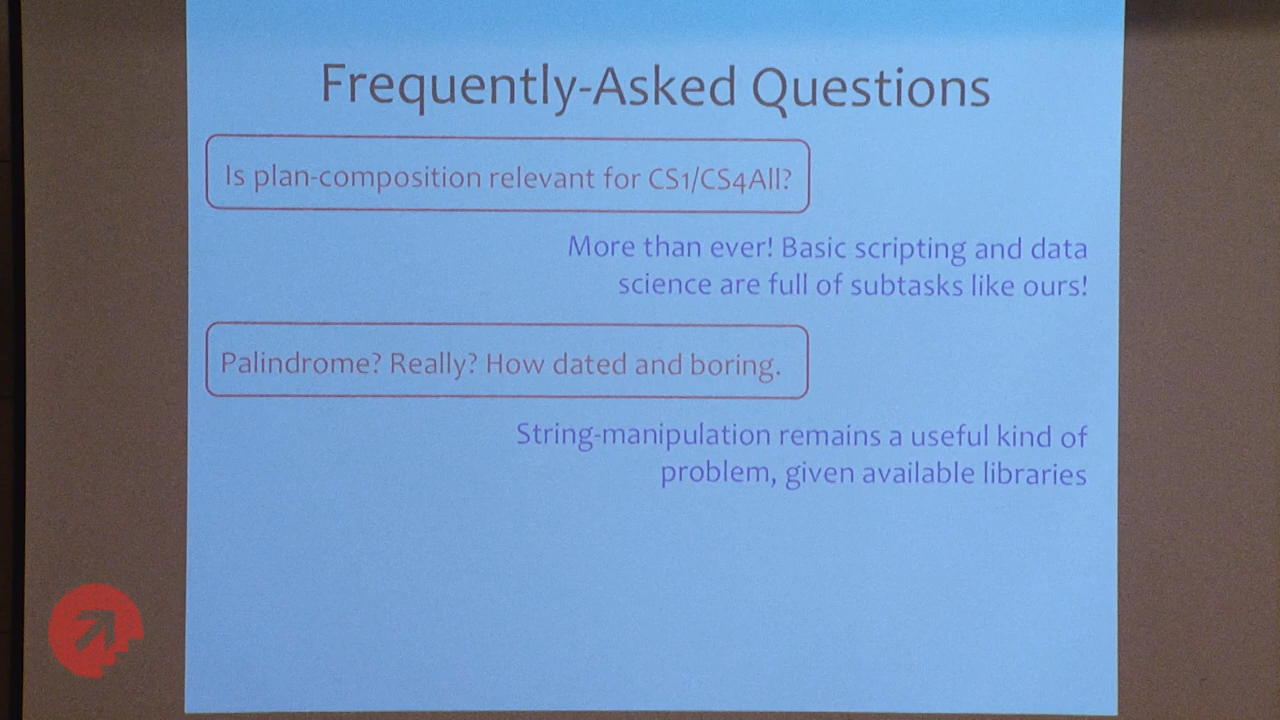 Frequently-Asked Questions
Is plan-composition relevant for CS1/CS4All?
More than ever! Basic scripting and data
science are full of subtasks like ours!
Palindrome? Really? How dated and boring.
String-manipulation remains a useful kind of
problem, given available libraries